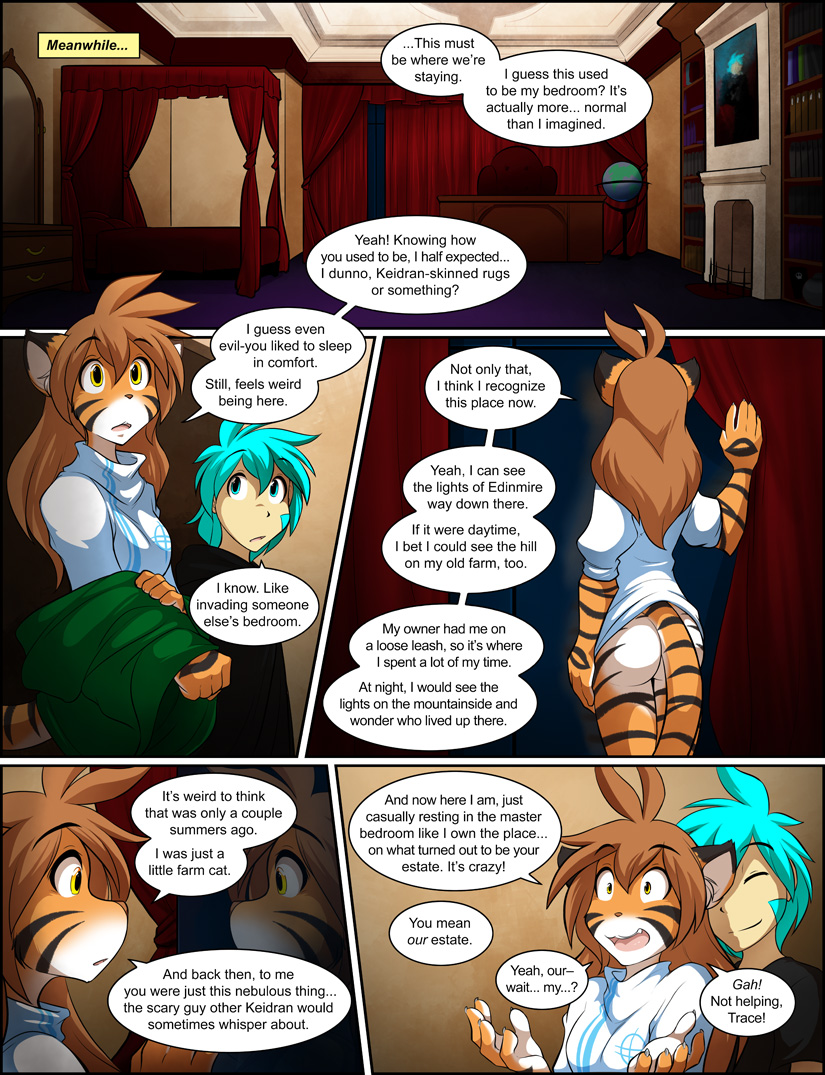 Meanwhile...
...This must
be where we're
staying.
I guess this used
to be my bedroom? It's
actually more... normal
than I imagined.
Yeah! Knowing how
you used to be, I half expected...
I dunno, Keidran-skinned rugs
or something?
I guess even
evil-you liked to sleep
in comfort.
Still, feels weird
being here.
I know. Like
invading someone
else's bedroom.
Not only that,
I think I recognize
this place now.
Yeah, I can see
the lights of Edinmire
way down there.
If it were daytime,
I bet I could see the hill
on my old farm, too.
My owner had me on
a loose leash, so it's where
I spent a lot of my time.
At night, I would see the
lights on the mountainside and
wonder who lived up there.
It's weird to think
that was only a couple
summers ago.
I was just a
little farm cat.
And back then, to me
you were just this nebulous thing...
the scary guy other Keidran would
sometimes whisper about.
And now here I am, just
casually resting in the master
bedroom like I own the place...
on what turned out to be your
estate. It's crazy!
You mean
our estate.
Yeah, our–
wait... my...?
Gah!
Not helping,
Trace!